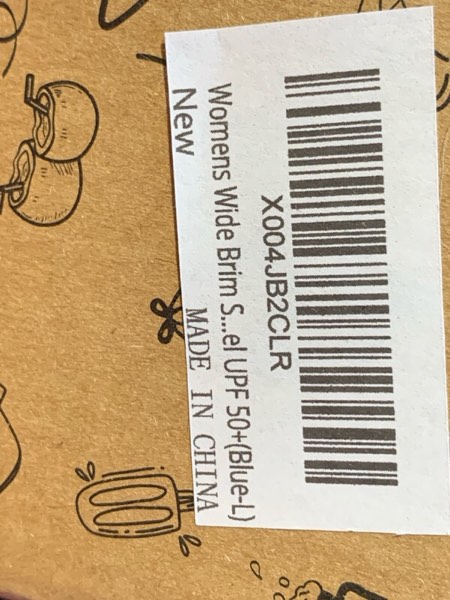 X004JB2CLR
Womens Wide Brim S...el UPF 50+(Blue-L)
New
MADE IN CHINA